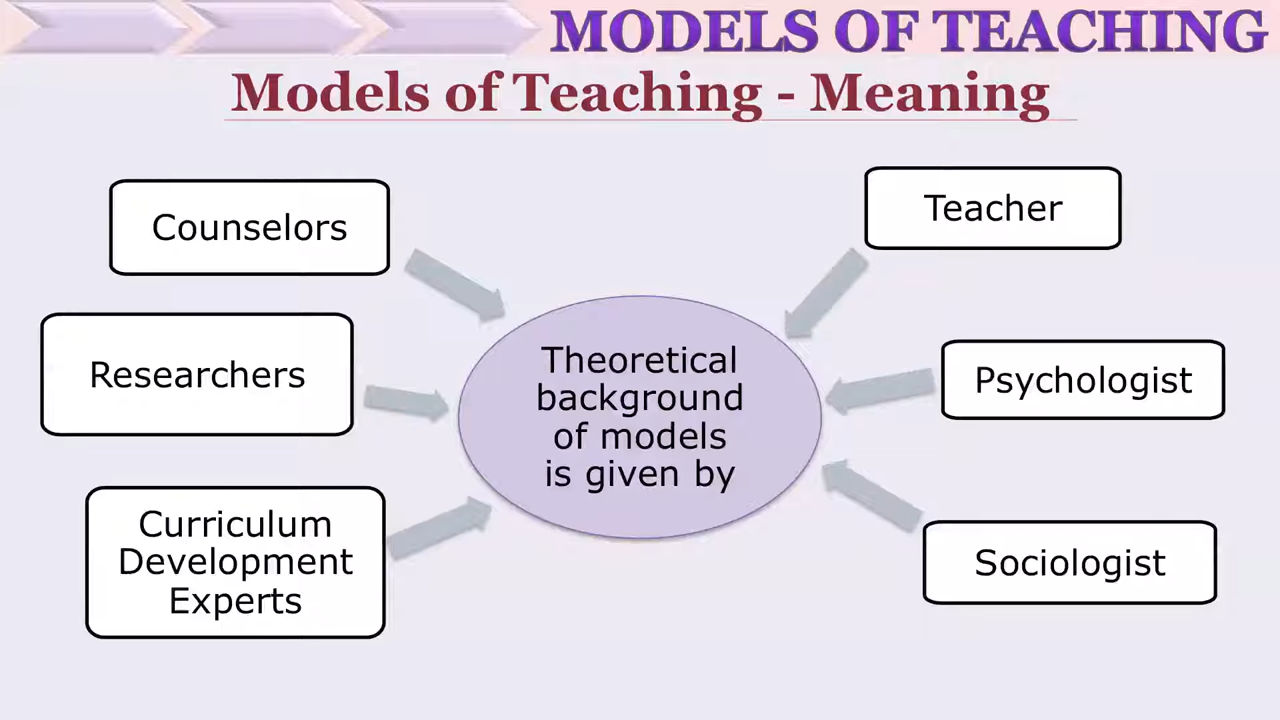 MODELS OF TEACHING
Models of Teaching - Meaning
Counselors
Researchers
Curriculum
Development
Experts
Theoretical
background
of models
is given by
Teacher
Psychologist
Sociologist